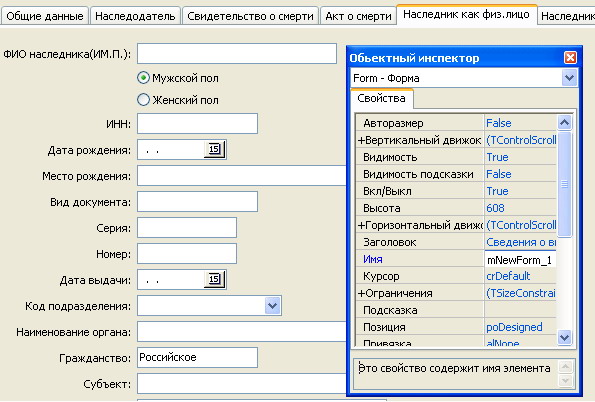 Общие данные
Наследодатель
Свидетельство о смерти
Акт о смерти
Наследник как физ.лицо
Наследник
ФИО наследника(ИМ.П.):
Мужской пол
Женский пол
ИНН:
Дата рождения:
. .
15
Место рождения:
Вид документа:
Серия:
Номер:
Дата выдачи:
. .
15
Код подразделения:
Наименование органа:
Гражданство:
Российское
Субъект:
Обьектный инспектор
Form - Форма
Свойства
Авторазмер False
+Вертикальный движок (TControlScroll
Видимость True
Видимость подсказки False
Вкл/Выкл True
Высота 608
+Горизонтальный движо (TControlScroll
Заголовок Сведения о в
Имя mNewForm_1
Курсор crDefault
+Ограничения (TSizeConstrai
Подсказка
Позиция poDesigned
Привязка alNone
Это свойство содержит имя элемента